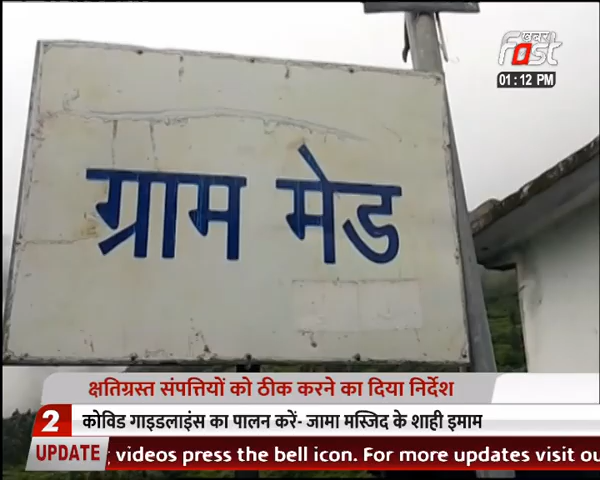 खबरें
fast
01:12 PM
ग्राम मेड
क्षतिग्रस्त संपत्तियों को ठीक करने का दिया निर्देश
2 कोविड गाइडलाइंस का पालन करें- जामा मस्जिद के शाही इमाम
UPDATE videos press the bell icon. For more updates visit ou